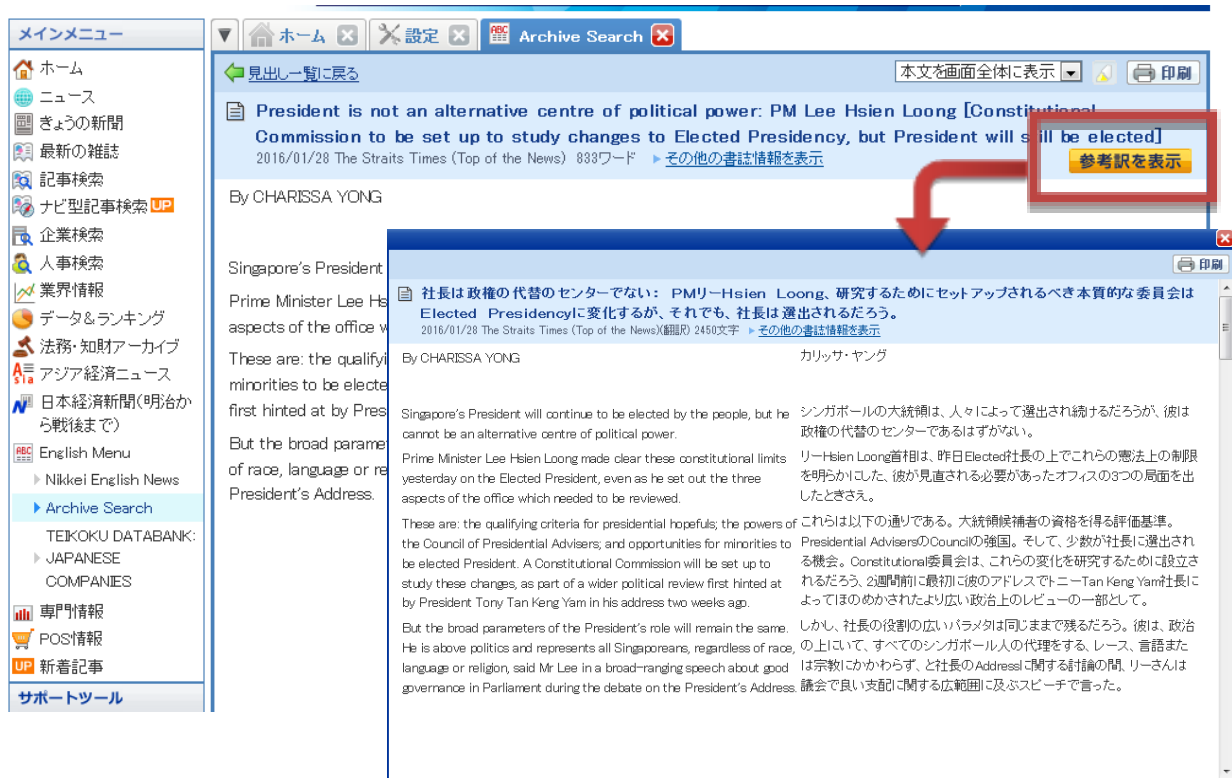 メインメニュー
ホーム
ニュース
きょうの新聞
最新の雑誌
記事検索
ナビ型記事検索 UP
企業検索
人事検索
業界情報
データ&ランキング
法務・知財アーカイブ
アジア経済ニュース
日本経済新聞(明治か
ら戦後まで)
English Menu
Nikkei English News
Archive Search
TEIKOKU DATABANK:
JAPANESE
COMPANIES
専門情報
POS情報
UP 新着記事
サポートツール
▼ ホーム 設定 ABC Archive Search
見出し一覧に戻る 本文を画面全体に表示 印刷
President is not an alternative centre of political power: PM Lee Hsien Loong [Constitutional
Commission to be set up to study changes to Elected Presidency, but President will still be elected]
2016/01/28 The Straits Times (Top of the News) 833ワード ▶ その他の書誌情報を表示
参考訳を表示
By CHARISSA YONG
Singapore's President
Prime Minister Lee Hs
aspects of the office w
These are: the qualifyi
minorities to be electe
first hinted at by Pres
But the broad parame
of race, language or re
President's Address.
印刷
社長は政権の代替のセンターでない: PMリーHsien Loong、研究するためにセットアップされるべき本質的な委員会は
Elected Presidencyに変化するが、それでも、社長は選出されるだろう。
2016/01/28 The Straits Times (Top of the News)(翻訳) 2450文字 ▶ その他の書誌情報を表示
By CHARISSA YONG
Singapore's President will continue to be elected by the people, but he
cannot be an alternative centre of political power.
Prime Minister Lee Hsien Loong made clear these constitutional limits
yesterday on the Elected President, even as he set out the three
aspects of the office which needed to be reviewed.
These are: the qualifying criteria for presidential hopefuls; the powers of
the Council of Presidential Advisers; and opportunities for minorities to
be elected President. A Constitutional Commission will be set up to
study these changes, as part of a wider political review first hinted at
by President Tony Tan Keng Yam in his address two weeks ago.
But the broad parameters of the President's role will remain the same.
He is above politics and represents all Singaporeans, regardless of race,
language or religion, said Mr Lee in a broad-ranging speech about good
governance in Parliament during the debate on the President's Address.
カリッサ・ヤング
シンガポールの大統領は、人々によって選出され続けるだろうが、彼は
政権の代替のセンターであるはずがない。
リーHsien Loong首相は、昨日Elected社長の上でこれらの憲法上の制限
を明らかにした、彼が見直される必要があったオフィスの3つの局面を出
したときさえ。
これらは以下の通りである。大統領候補者の資格を得る評価基準。
Presidential AdvisersのCouncilの強国。そして、少数が社長に選出され
る機会。Constitutional委員会は、これらの変化を研究するために設立さ
れるだろう、2週間前に最初に彼のアドレスでトニーTan Keng Yam社長に
よってほのめかされたより広い政治上のレビューの一部として。
しかし、社長の役割の広いパラメタは同じままで残るだろう。彼は、政治
の上にいて、すべてのシンガポール人の代理をする、レース、言語また
は宗教にかかわらず、と社長のAddressに関する討論の間、リーさんは
議会で良い支配に関する広範囲に及ぶスピーチで言った。